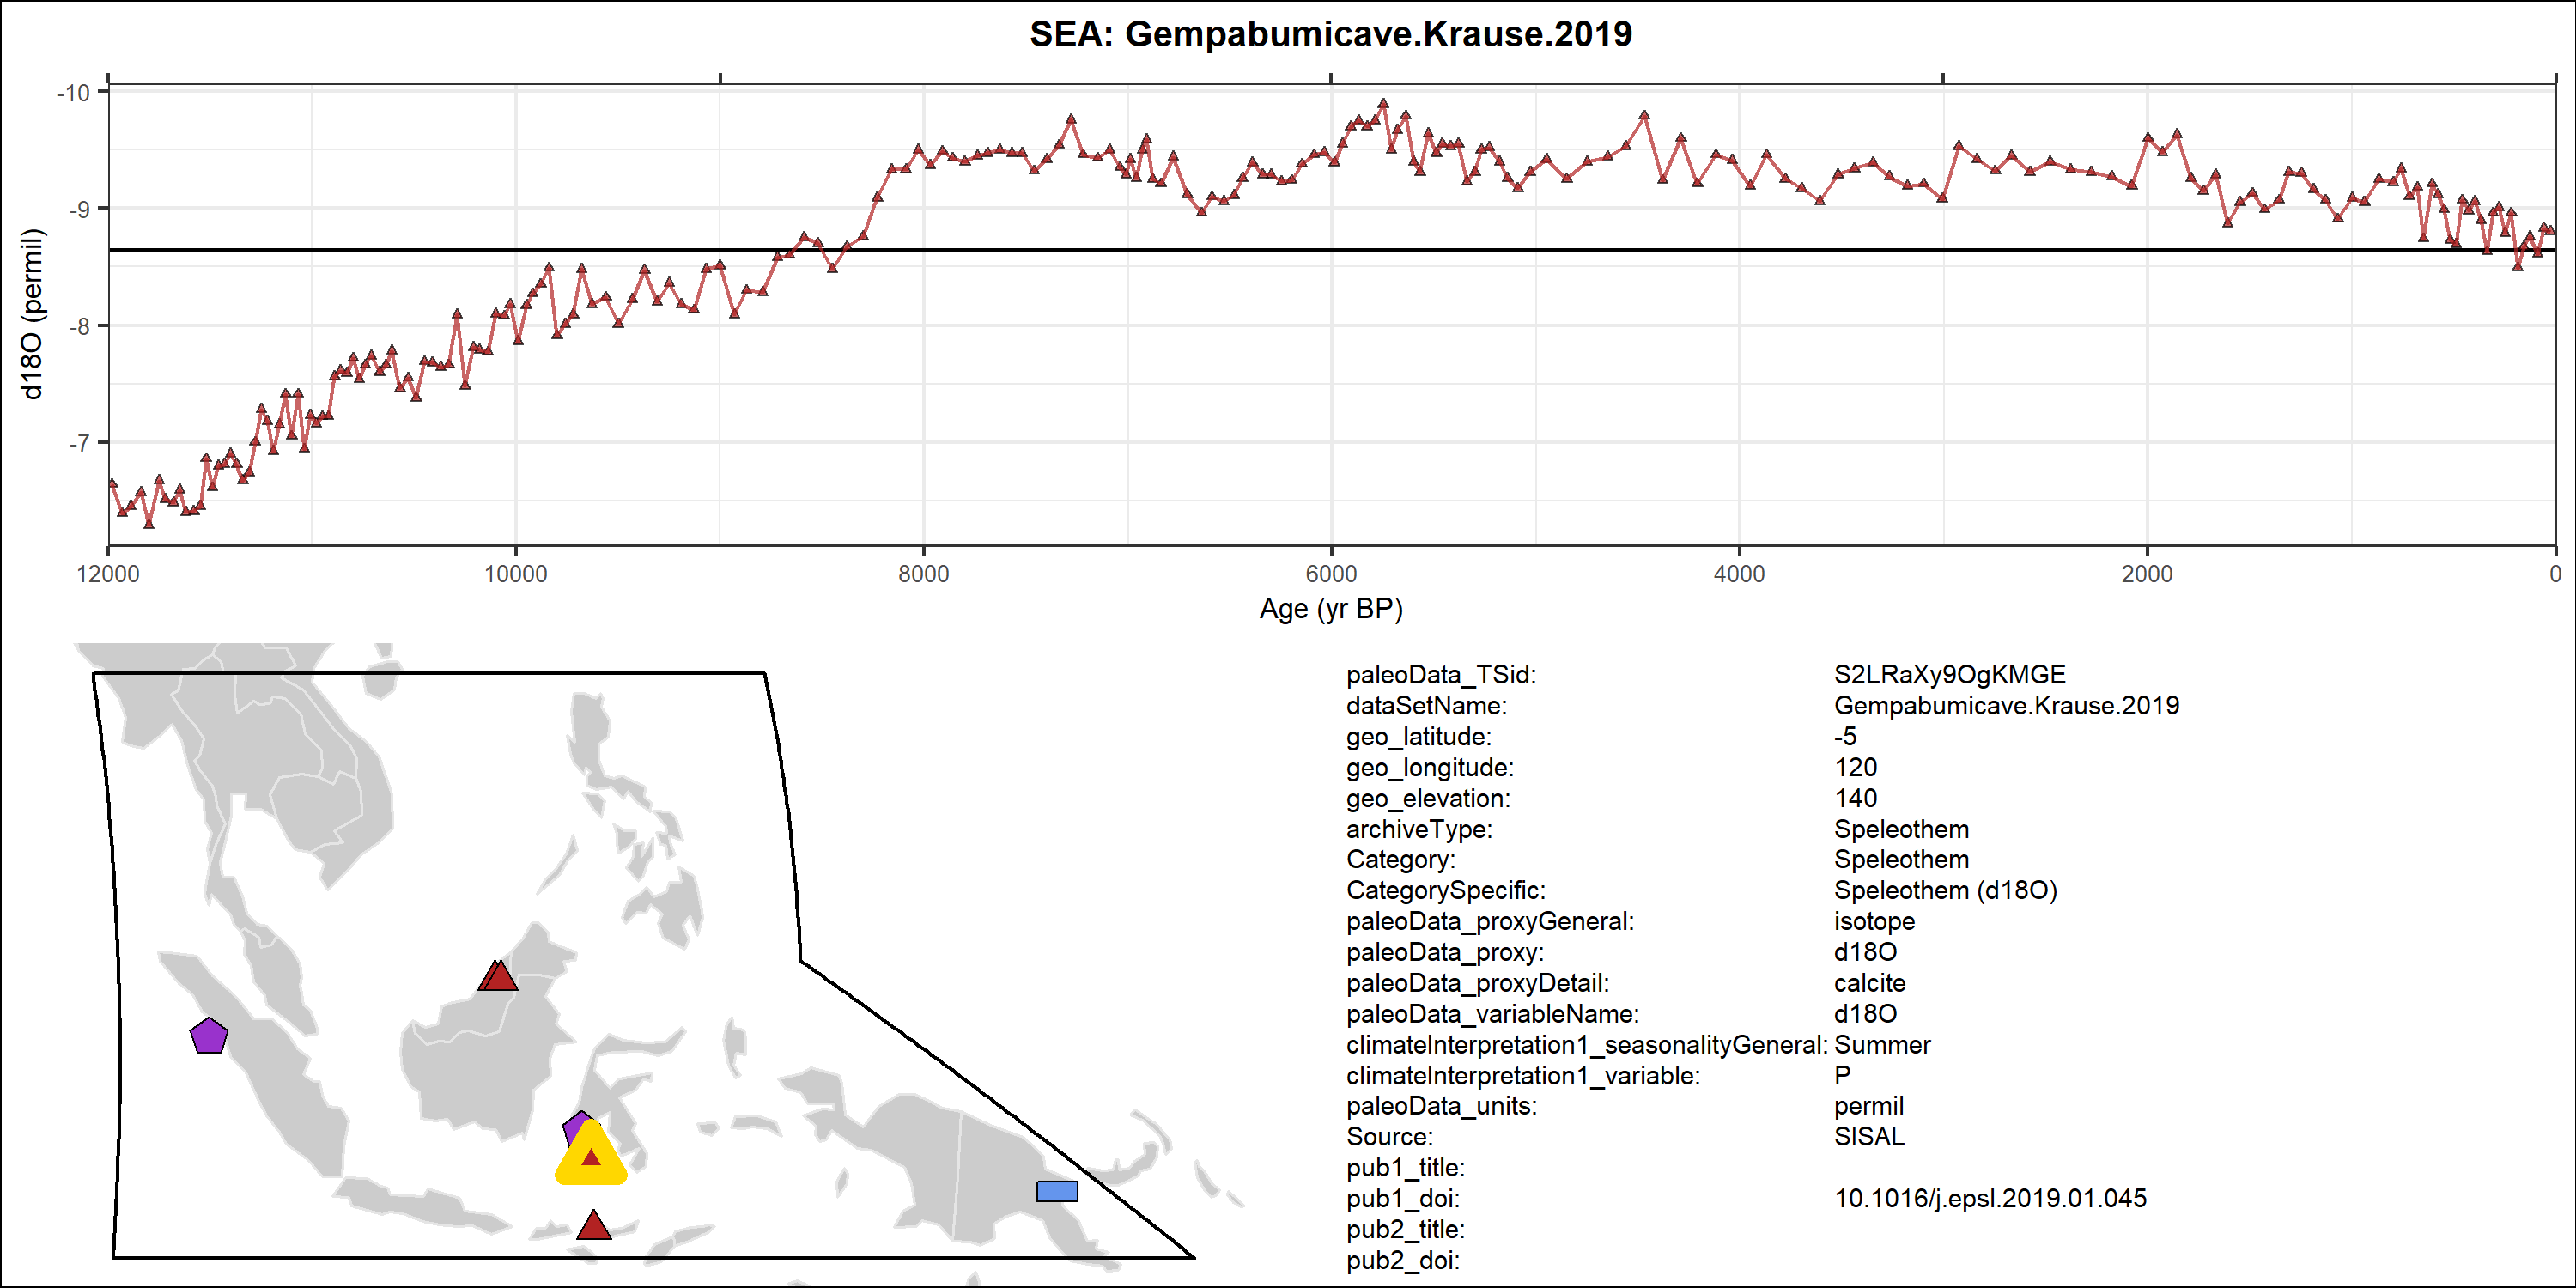 SEA: Gempabumicave.Krause.2019
-10
-9
-8
-7
d18O (permil)
12000 10000 8000 6000 4000 2000 0
Age (yr BP)
paleoData_TSid: S2LRaXy9OgKMGE
dataSetName: Gempabumicave.Krause.2019
geo_latitude: -5
geo_longitude: 120
geo_elevation: 140
archiveType: Speleothem
Category: Speleothem
CategorySpecific: Speleothem (d18O)
paleoData_proxyGeneral: isotope
paleoData_proxy: d18O
paleoData_proxyDetail: calcite
paleoData_variableName: d18O
climateInterpretation1_seasonalityGeneral: Summer
climateInterpretation1_variable: P
paleoData_units: permil
Source: SISAL
pub1_title:
pub1_doi: 10.1016/j.epsl.2019.01.045
pub2_title:
pub2_doi: